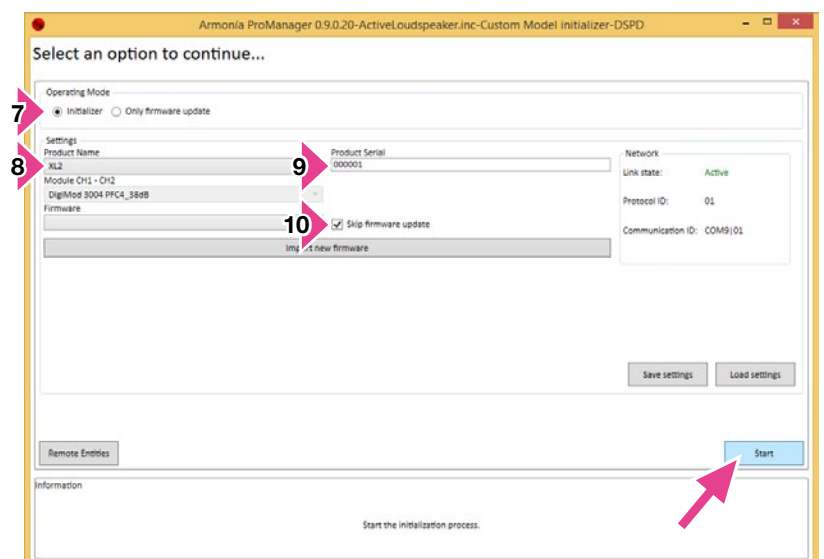 Armonía ProManager 0.9.0.20-ActiveLoudspeaker.inc-Custom Model initializer-DSPD
Select an option to continue...
Operating Mode
7
Initializer
Only firmware update
Settings
Product Name
Product Serial
Network
8
XL2
9
000001
Link state:
Active
Module CH1 - CH2
DigiMod 3004 PFC4_38dB
Protocol ID:
01
Firmware
10
Skip firmware update
Communication ID:
COM9|01
Import new firmware
Save settings
Load settings
Remote Entities
Start
Information
Start the initialization process.